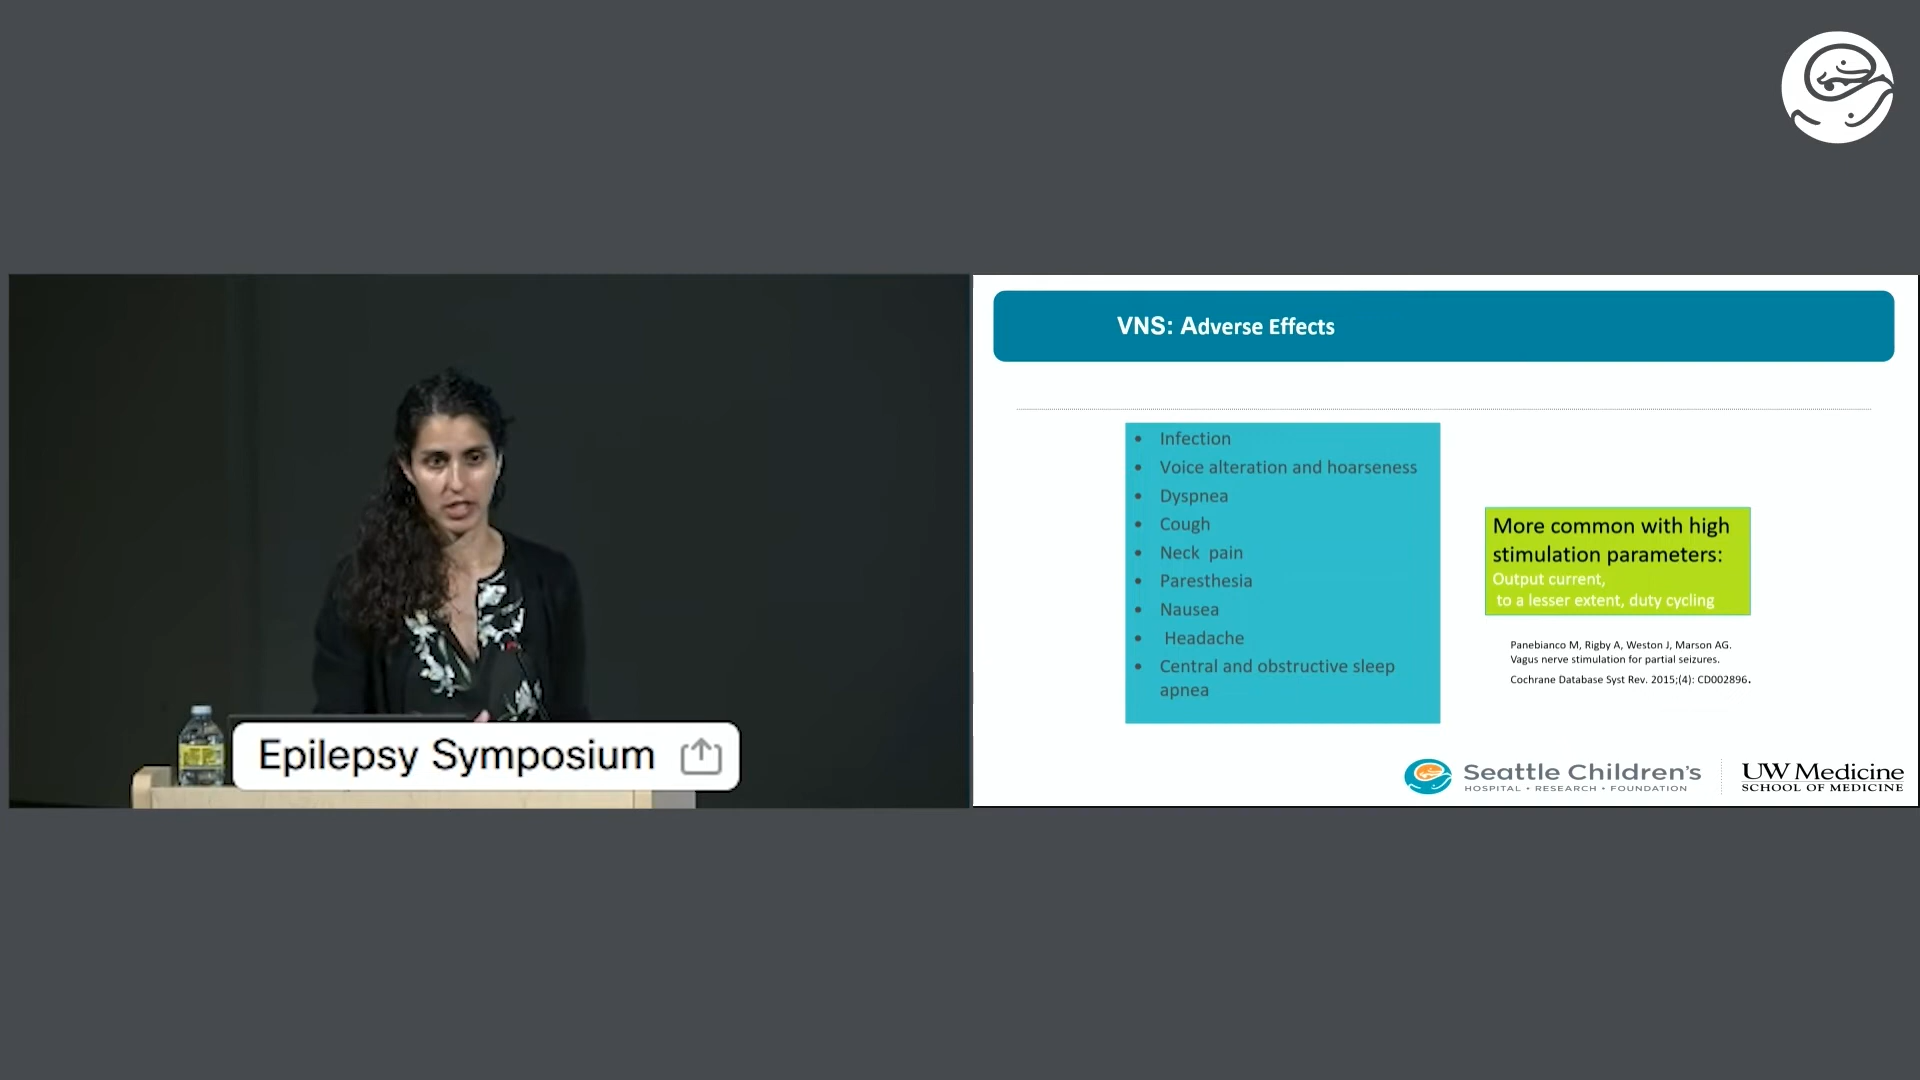 Epilepsy Symposium
VNS: Adverse Effects
• Infection
• Voice alteration and hoarseness
• Dyspnea
• Cough
• Neck pain
• Paresthesia
• Nausea
• Headache
• Central and obstructive sleep
apnea
More common with high
stimulation parameters:
Output current,
to a lesser extent, duty cycling
Panebianco M, Rigby A, Weston J, Marson AG.
Vagus nerve stimulation for partial seizures.
Cochrane Database Syst Rev. 2015;(4): CD002896.
Seattle Children's
HOSPITAL • RESEARCH • FOUNDATION
UW Medicine
SCHOOL OF MEDICINE